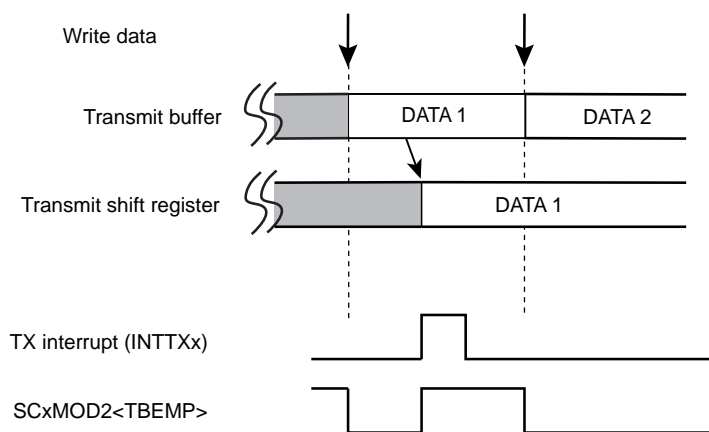 Write data
Transmit buffer
DATA 1
DATA 2
Transmit shift register
DATA 1
TX interrupt (INTTXx)
SCxMOD2<TBEMP>